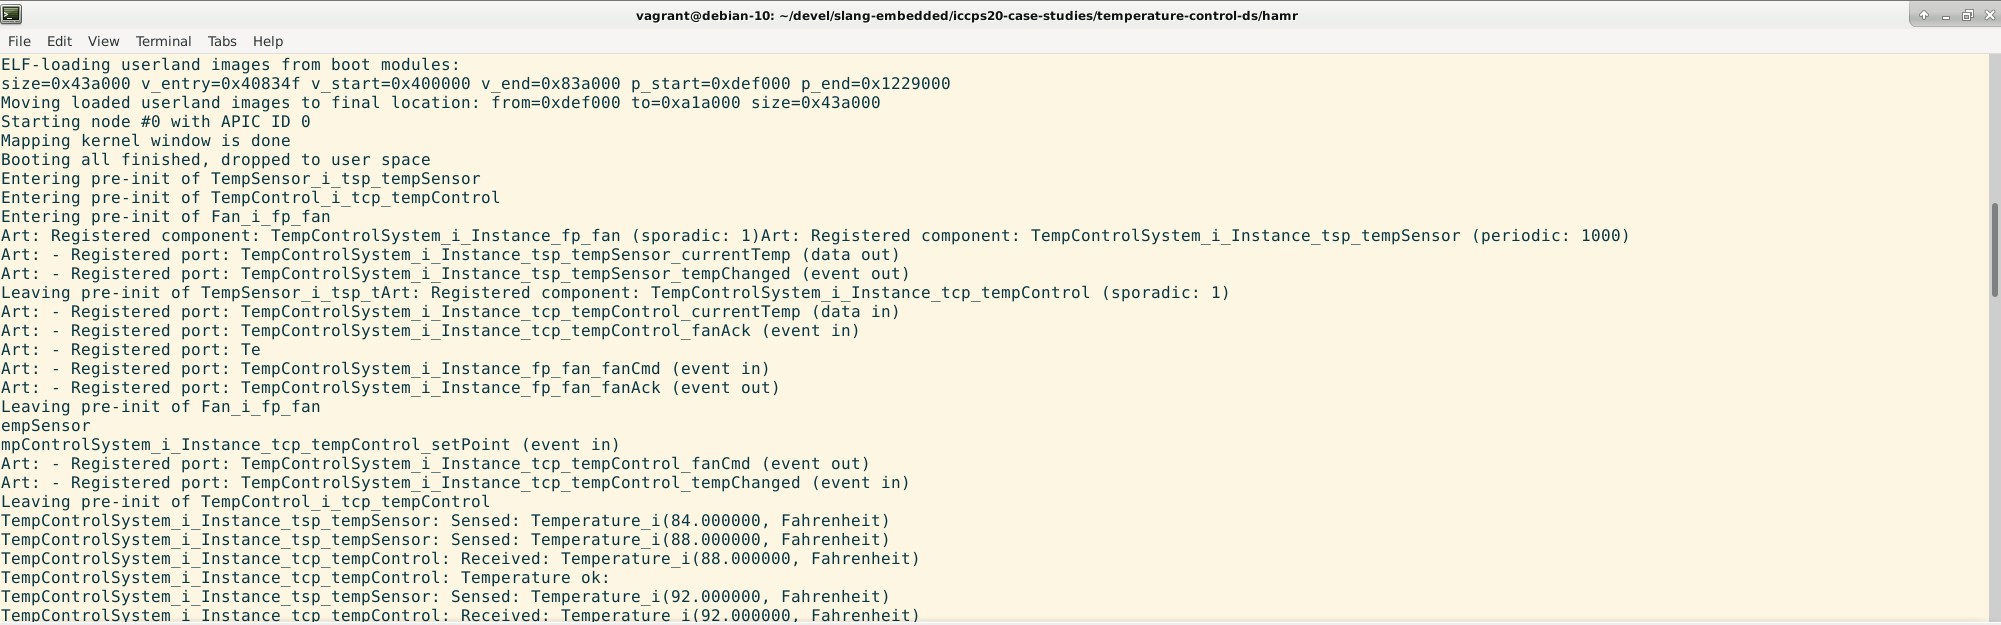 vagrant@debian-10: ~/devel/slang-embedded/iccps20-case-studies/temperature-control-ds/hamr
File Edit View Terminal Tabs Help
ELF-loading userland images from boot modules:
size=0x43a000 v_entry=0x40834f v_start=0x400000 v_end=0x83a000 p_start=0xdef000 p_end=0x1229000
Moving loaded userland images to final location: from=0xdef000 to=0xa1a000 size=0x43a000
Starting node #0 with APIC ID 0
Mapping kernel window is done
Booting all finished, dropped to user space
Entering pre-init of TempSensor_i_tsp_tempSensor
Entering pre-init of TempControl_i_tcp_tempControl
Entering pre-init of Fan_i_fp_fan
Art: Registered component: TempControlSystem_i_Instance_fp_fan (sporadic: 1)Art: Registered component: TempControlSystem_i_Instance_tsp_tempSensor (periodic: 1000)
Art: - Registered port: TempControlSystem_i_Instance_tsp_tempSensor_currentTemp (data out)
Art: - Registered port: TempControlSystem_i_Instance_tsp_tempSensor_tempChanged (event out)
Leaving pre-init of TempSensor_i_tsp_tArt: Registered component: TempControlSystem_i_Instance_tcp_tempControl (sporadic: 1)
Art: - Registered port: TempControlSystem_i_Instance_tcp_tempControl_currentTemp (data in)
Art: - Registered port: TempControlSystem_i_Instance_tcp_tempControl_fanAck (event in)
Art: - Registered port: Te
Art: - Registered port: TempControlSystem_i_Instance_fp_fan_fanCmd (event in)
Art: - Registered port: TempControlSystem_i_Instance_fp_fan_fanAck (event out)
Leaving pre-init of Fan_i_fp_fan
empSensor
mpControlSystem_i_Instance_tcp_tempControl_setPoint (event in)
Art: - Registered port: TempControlSystem_i_Instance_tcp_tempControl_fanCmd (event out)
Art: - Registered port: TempControlSystem_i_Instance_tcp_tempControl_tempChanged (event in)
Leaving pre-init of TempControl_i_tcp_tempControl
TempControlSystem_i_Instance_tsp_tempSensor: Sensed: Temperature_i(84.000000, Fahrenheit)
TempControlSystem_i_Instance_tsp_tempSensor: Sensed: Temperature_i(88.000000, Fahrenheit)
TempControlSystem_i_Instance_tcp_tempControl: Received: Temperature_i(88.000000, Fahrenheit)
TempControlSystem_i_Instance_tcp_tempControl: Temperature ok:
TempControlSystem_i_Instance_tsp_tempSensor: Sensed: Temperature_i(92.000000, Fahrenheit)
TempControlSystem_i_Instance_tcp_tempControl: Received: Temperature_i(92.000000, Fahrenheit)